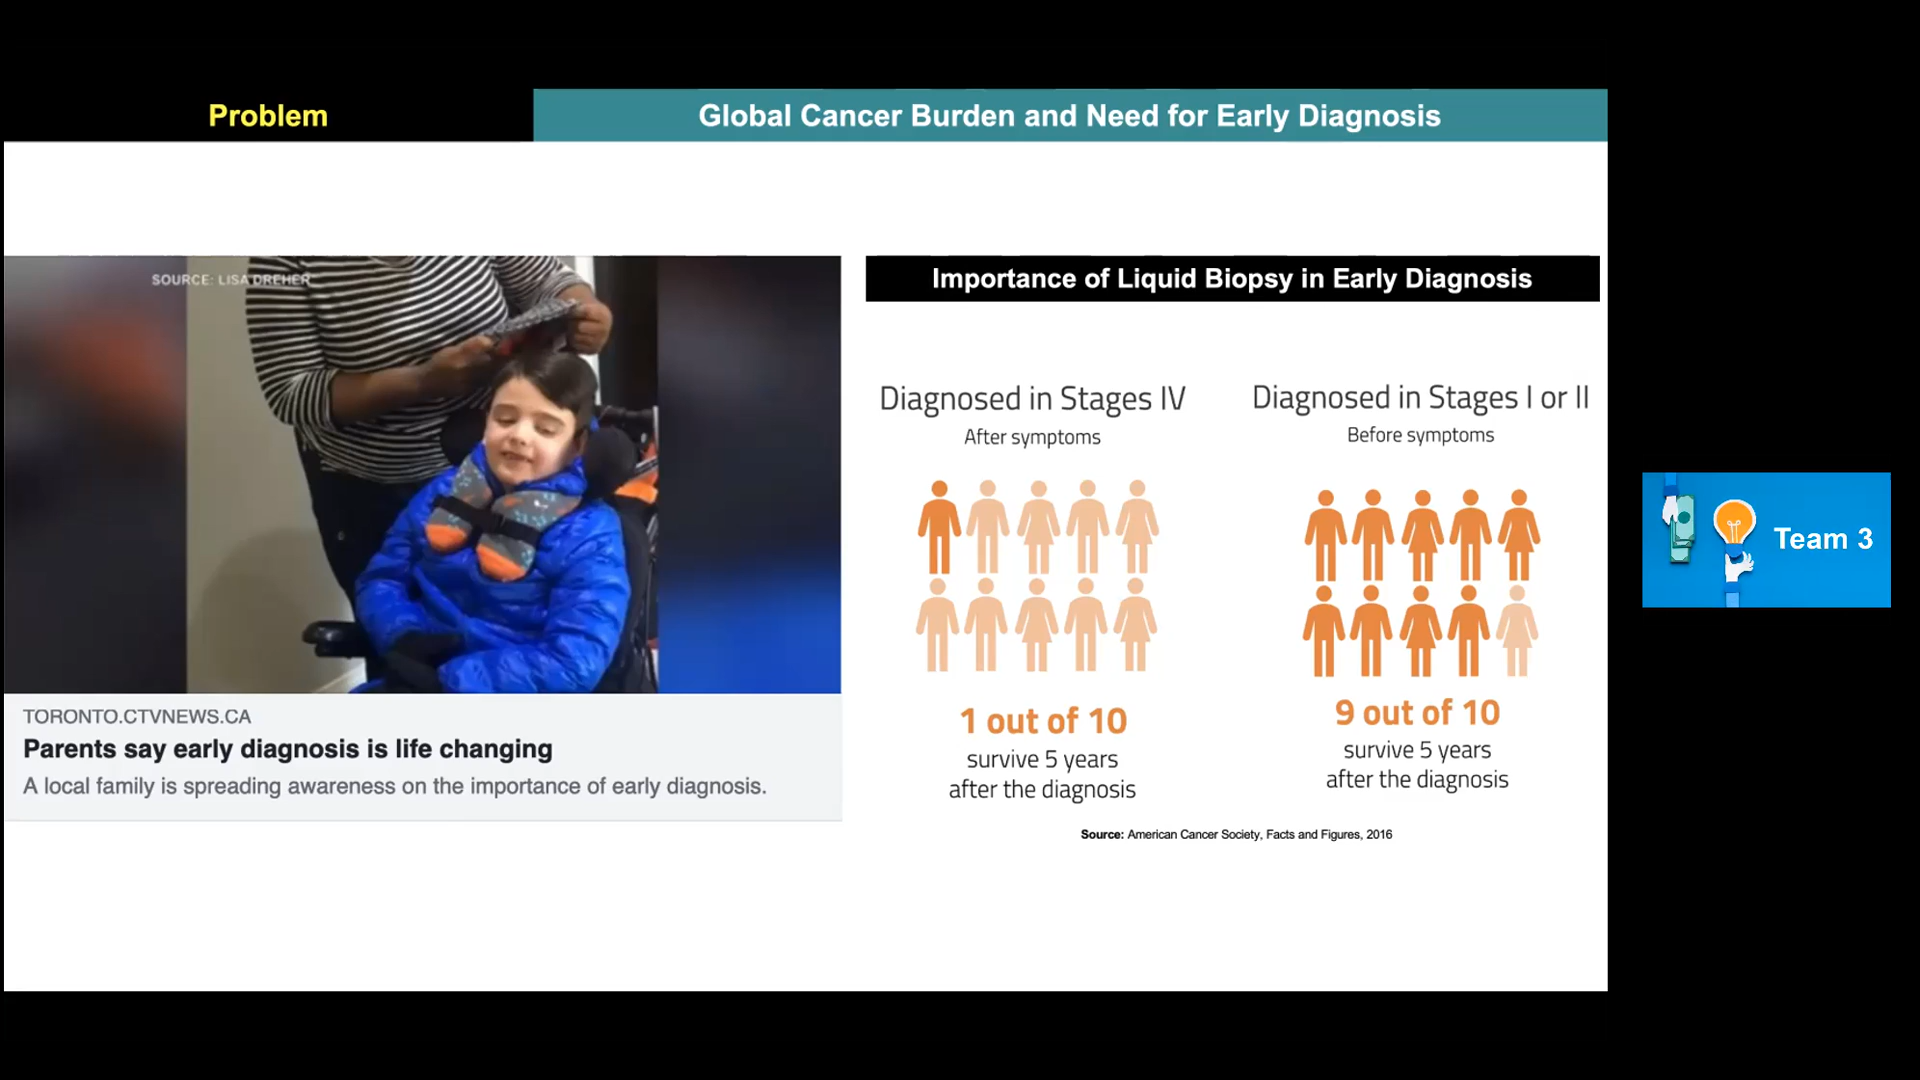 Problem
Global Cancer Burden and Need for Early Diagnosis
SOURCE: LISA DREHER
TORONTO.CTVNEWS.CA
Parents say early diagnosis is life changing
A local family is spreading awareness on the importance of early diagnosis.
Importance of Liquid Biopsy in Early Diagnosis
Diagnosed in Stages IV
After symptoms
1 out of 10
survive 5 years
after the diagnosis
Diagnosed in Stages I or II
Before symptoms
9 out of 10
survive 5 years
after the diagnosis
Source: American Cancer Society, Facts and Figures, 2016
Team 3